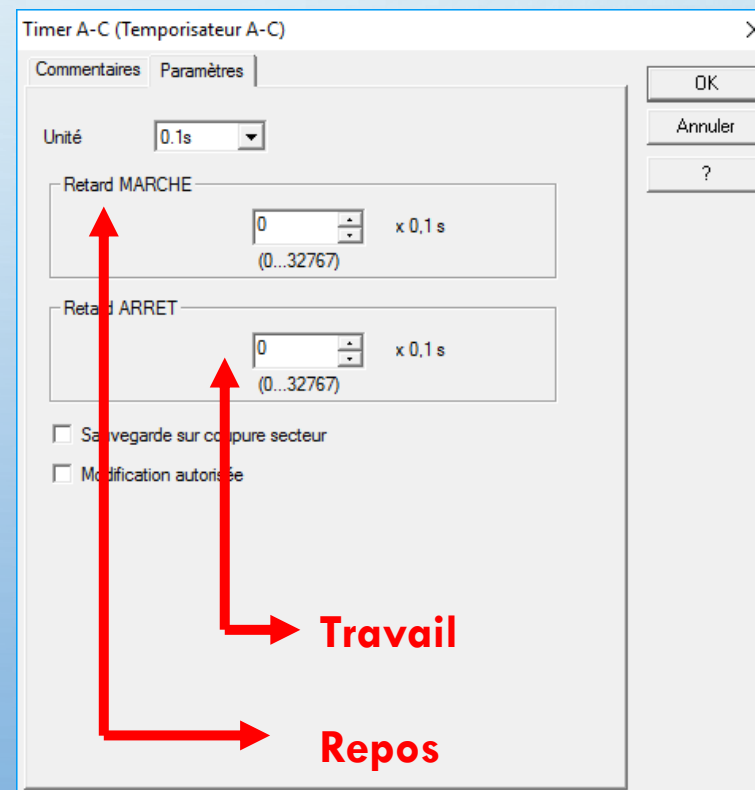 Timer A-C (Temporisateur A-C)
Commentaires Paramètres
OK
Annuler
?
Unité 0.1s
Retard MARCHE
0 x 0,1 s
(0...32767)
Retard ARRET
0 x 0,1 s
(0...32767)
Sauvegarde sur coupure secteur
Modification autorisée
Travail
Repos